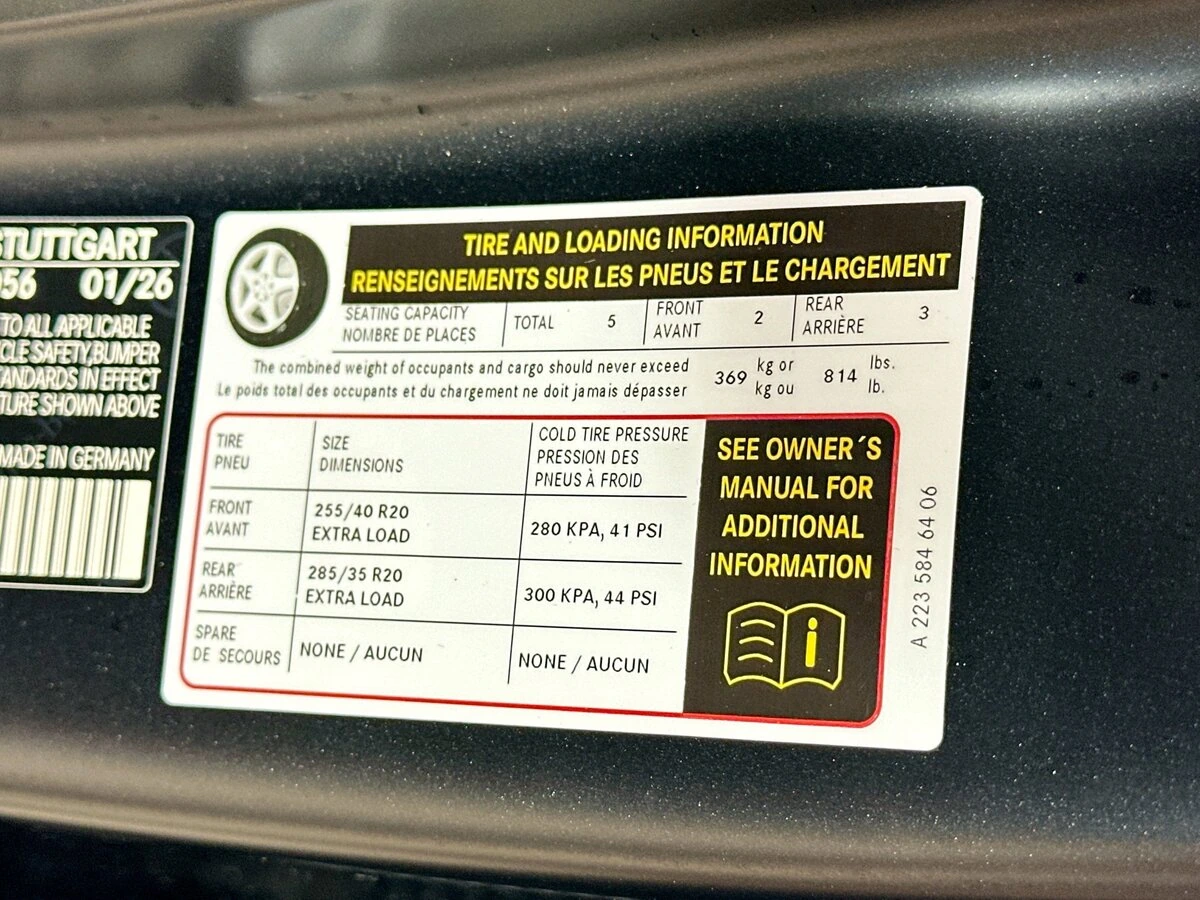 STUTTGART
056 01/26
TO ALL APPLICABLE
SAFETY,BUMPER
STANDARDS IN EFFECT
SHOWN ABOVE
MADE IN GERMANY
TIRE AND LOADING INFORMATION
RENSEIGNEMENTS SUR LES PNEUS ET LE CHARGEMENT
SEATING CAPACITY
NOMBRE DE PLACES
TOTAL 5
FRONT
AVANT
2
REAR
ARRIÈRE
3
The combined weight of occupants and cargo should never exceed
Le poids total des occupants et du chargement ne doit jamais dépasser
369
kg or
kg ou
814
lbs.
lb.
TIRE
PNEU
SIZE
DIMENSIONS
COLD TIRE PRESSURE
PRESSION DES
PNEUS À FROID
FRONT
AVANT
255/40 R20
EXTRA LOAD
280 KPA, 41 PSI
REAR
ARRIÈRE
285/35 R20
EXTRA LOAD
300 KPA, 44 PSI
SPARE
DE SECOURS
NONE / AUCUN
NONE / AUCUN
SEE OWNER´S
MANUAL FOR
ADDITIONAL
INFORMATION
A 223 584 64 06